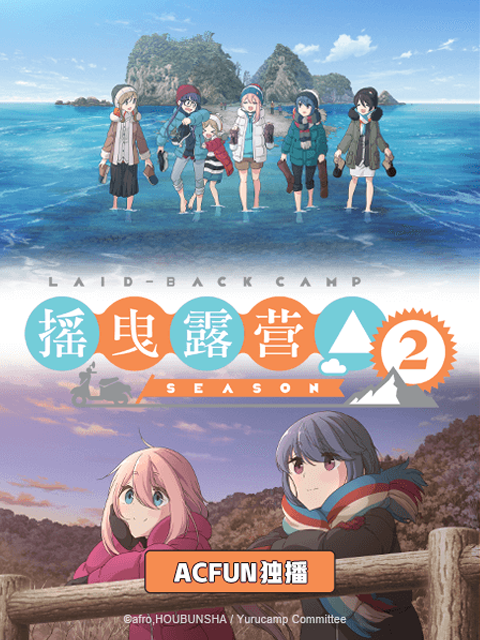 LAID-BACK CAMP
摇曳露营△ 2
SEASON
ACFUN独播
©afro,HOUBUNSHA / Yurucamp Committee